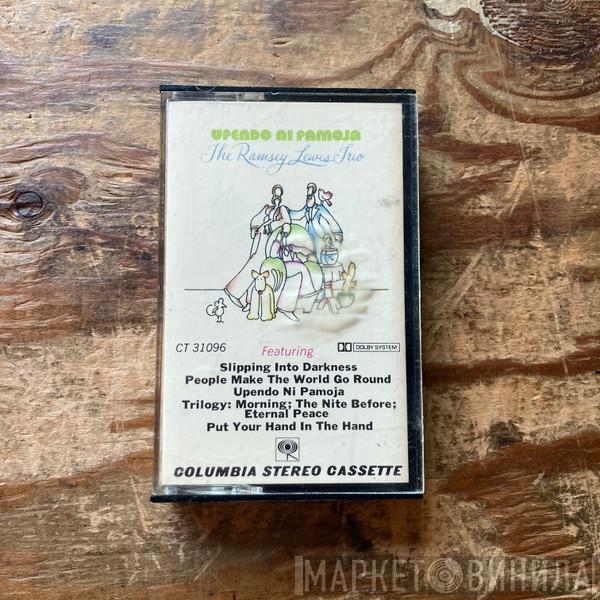 UPENDO NI PAMOJA
The Ramsey Lewis Trio
CT 31096
Featuring
DOLBY SYSTEM
Slipping Into Darkness
People Make The World Go Round
Upendo Ni Pamoja
Trilogy: Morning; The Nite Before;
Eternal Peace
Put Your Hand In The Hand
COLUMBIA STEREO CASSETTE
МАРКЕТ ВИНИЛА